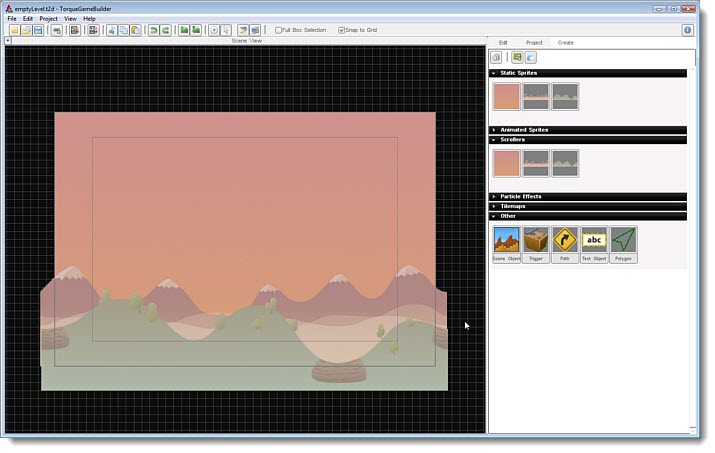 emptyLevel.t2d - TorqueGameBuilder
File Edit Project View Help
Full Box Selection Snap to Grid
Scene View
Edit Project Create
Static Sprites
Animated Sprites
Scrollers
Particle Effects
Tilemaps
Other
abc
Scene Object Trigger Path Text Object Polygon